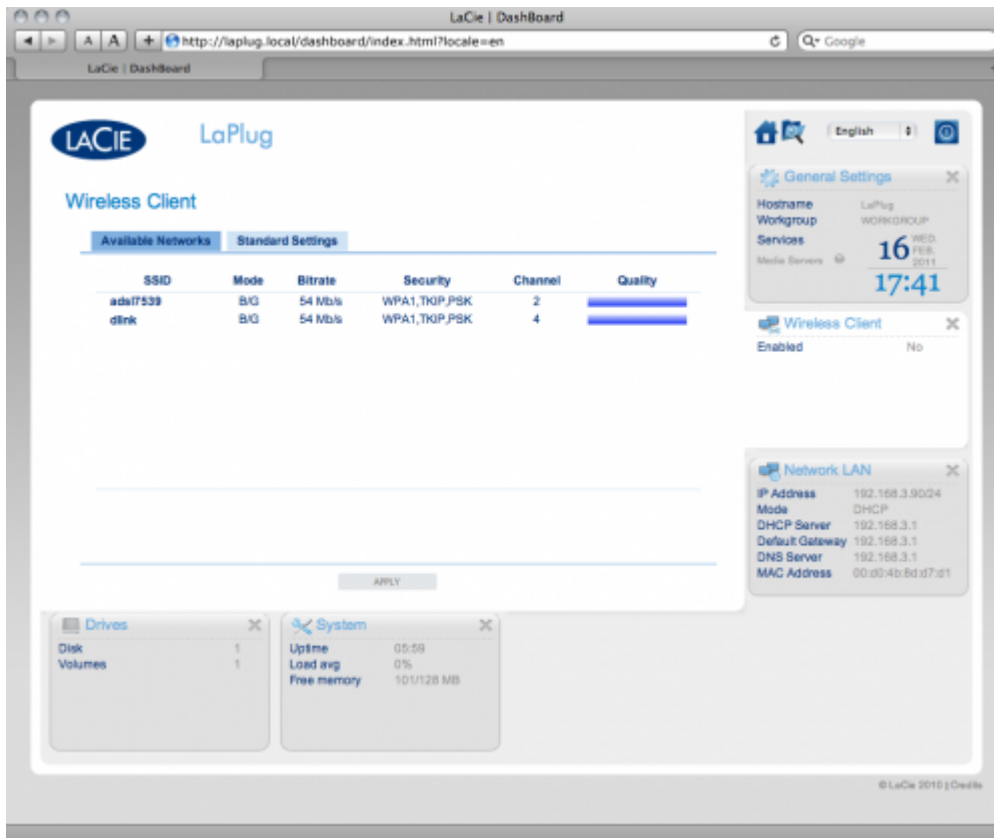 LaCie | DashBoard
A A + http://laplug.local/dashboard/index.html?locale=en Google
LaCie | DashBoard
LACIE LaPlug English
Wireless Client
Available Networks Standard Settings
SSID Mode Bitrate Security Channel Quality
adsl7539 B/G 54 Mb/s WPA1,TKIP,PSK 2
dlink B/G 54 Mb/s WPA1,TKIP,PSK 4
APPLY
General Settings
Hostname LaPlug
Workgroup WORKGROUP
Services
Media Servers
16 WED. FEB. 2011
17:41
Wireless Client
Enabled No
Network LAN
IP Address 192.168.3.90/24
Mode DHCP
DHCP Server 192.168.3.1
Default Gateway 192.168.3.1
DNS Server 192.168.3.1
MAC Address 00:d0:4b:8d:d7:d1
Drives
Disk 1
Volumes 1
System
Uptime 05:59
Load avg 0%
Free memory 101/128 MB
© LaCie 2010 | Credits